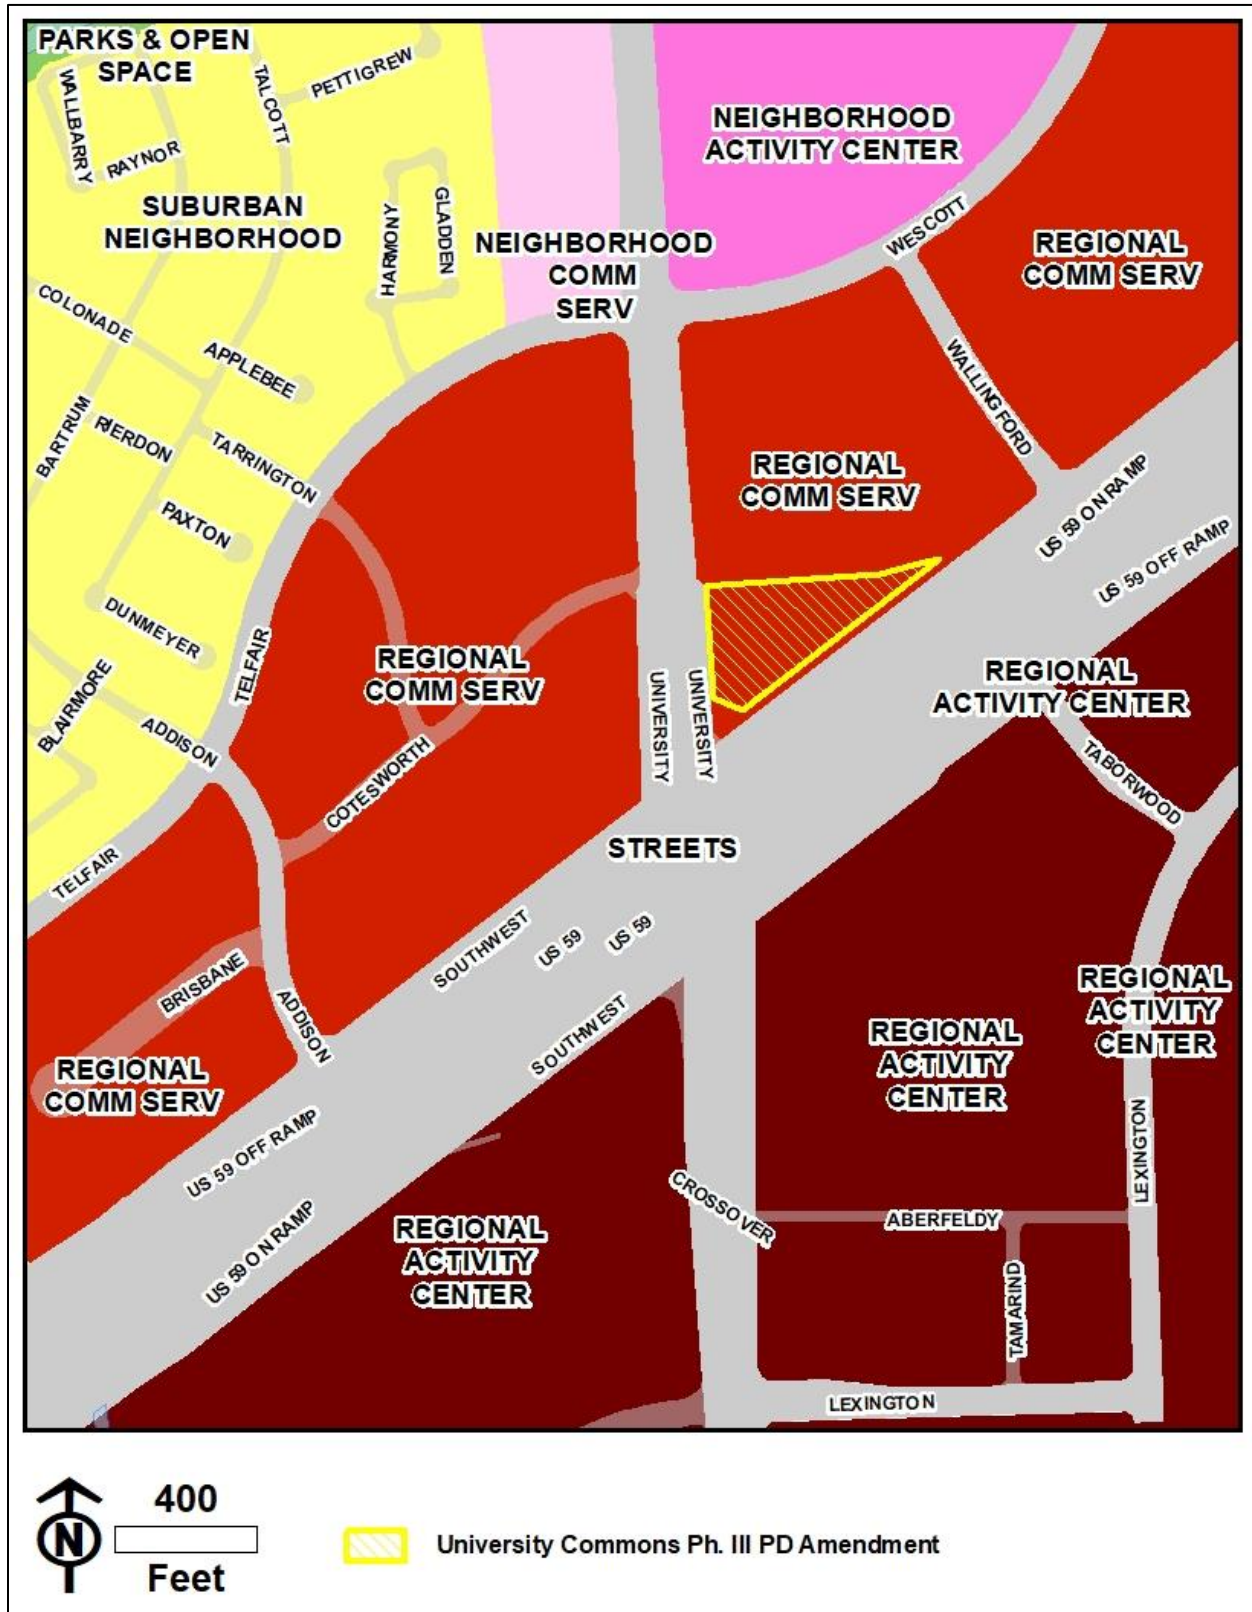 PARKS & OPEN
SPACE
WALLBARRY
TALCOTT
PETTIGREW
RAYNOR
SUBURBAN
NEIGHBORHOOD
HARMONY
GLADDEN
NEIGHBORHOOD
ACTIVITY CENTER
NEIGHBORHOOD
COMM
SERV
WESCOTT
REGIONAL
COMM SERV
COLONADE
APPLEBEE
WALLINGFORD
BARTRUM
RIERDON
TARRINGTON
PAXTON
REGIONAL
COMM SERV
US 59 ON RAMP
US 59 OFF RAMP
DUNMEYER
TELFAIR
BLAIRMORE
ADDISON
REGIONAL
COMM SERV
UNIVERSITY
UNIVERSITY
REGIONAL
ACTIVITY CENTER
TABORWOOD
COTESWORTH
STREETS
TELFAIR
BRISBANE
ADDISON
SOUTHWEST
US 59
US 59
SOUTHWEST
REGIONAL
COMM SERV
REGIONAL
ACTIVITY
CENTER
REGIONAL
ACTIVITY
CENTER
US 59 OFF RAMP
US 59 ON RAMP
REGIONAL
ACTIVITY
CENTER
CROSSOVER
ABERFELDY
LEXINGTON
TAMARIND
LEXINGTON
N
400
Feet
University Commons Ph. III PD Amendment